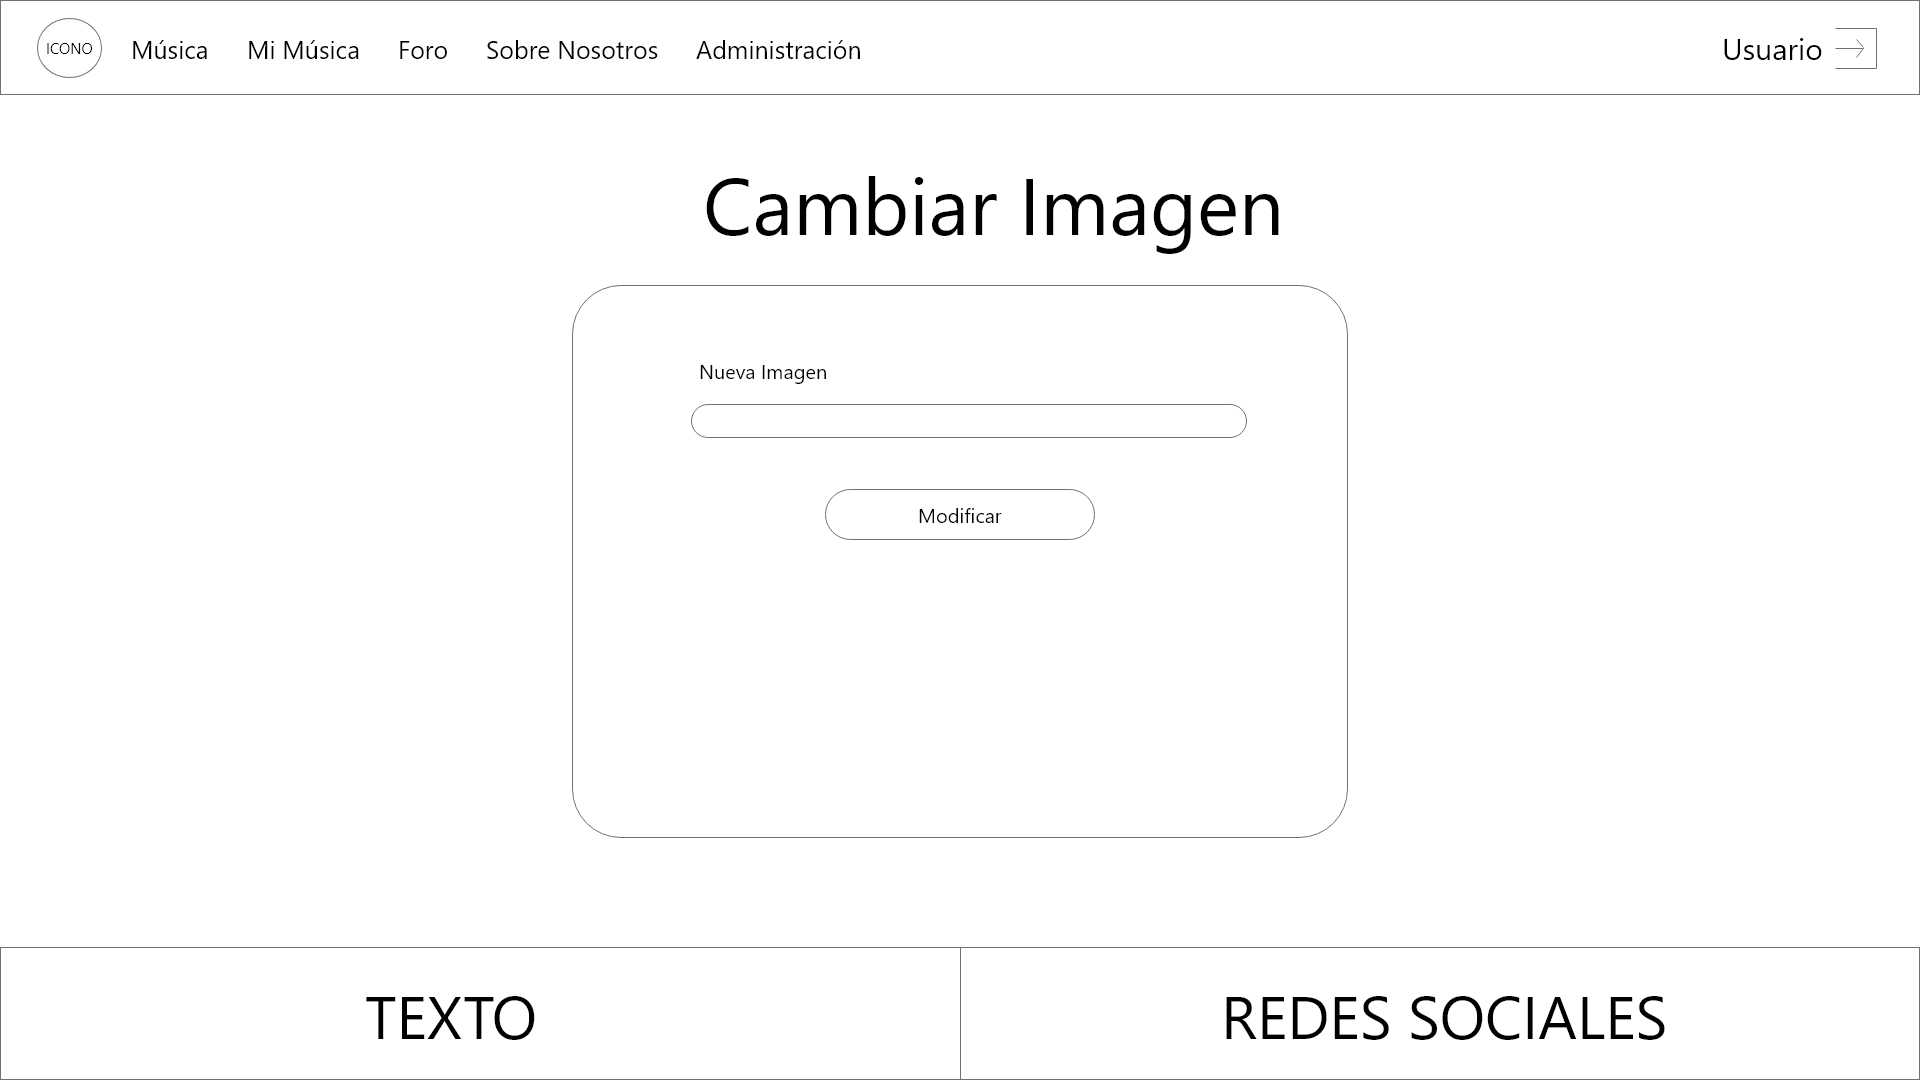 ICONO Música Mi Música Foro Sobre Nosotros Administración Usuario
Cambiar Imagen
Nueva Imagen
Modificar
TEXTO REDES SOCIALES